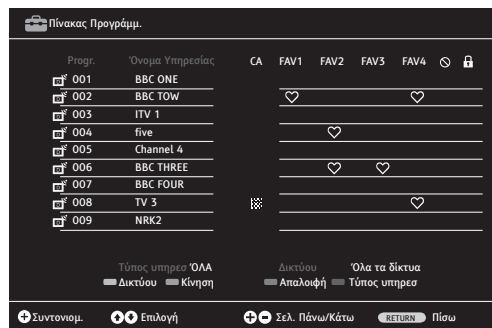 Πίνακας Προγράμμ.
Progr. Όνομα Υπηρεσίας CA FAV1 FAV2 FAV3 FAV4
001 BBC ONE
002 BBC TOW
003 ITV 1
004 five
005 Channel 4
006 BBC THREE
007 BBC FOUR
008 TV 3
009 NRK2
Τύπος υπηρεσ ΌΛΑ Δικτύου Όλα τα δίκτυα
Δικτύου Κίνηση Απαλοιφή Τύπος υπηρεσ
Συντονιομ. Επιλογή Σελ. Πάνω/Κάτω RETURN Πίσω